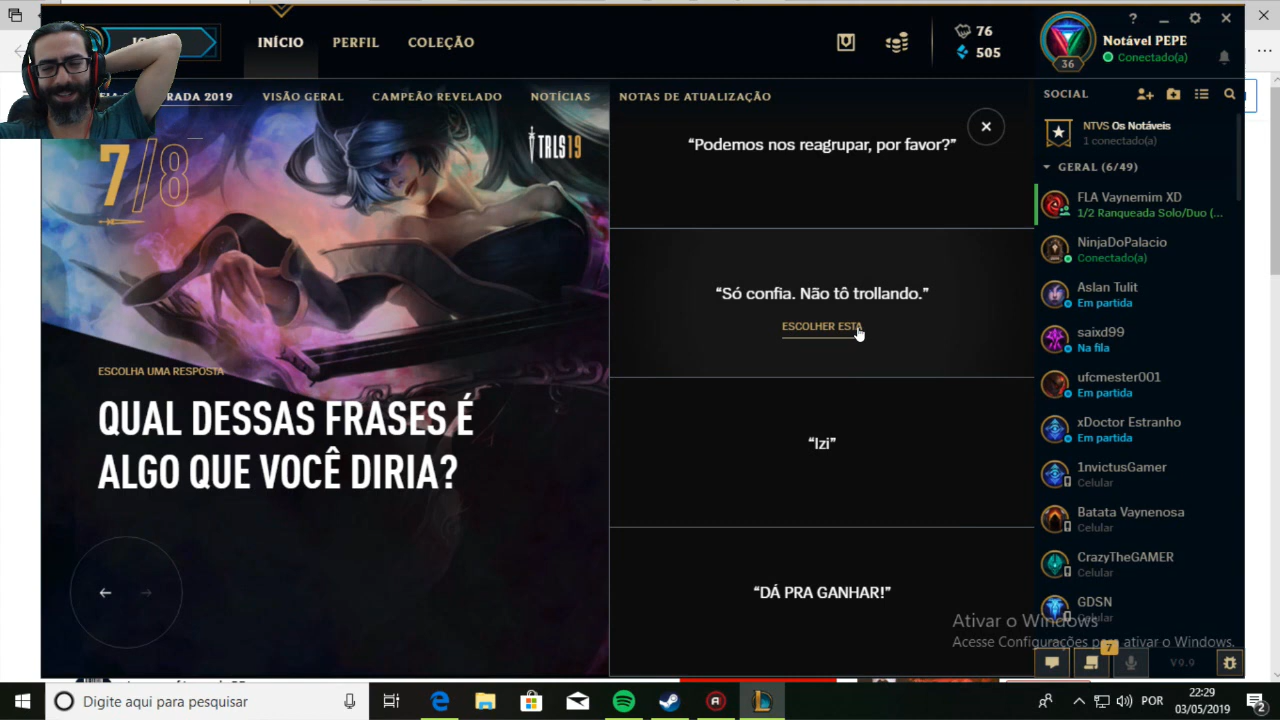 INÍCIO
PERFIL
COLEÇÃO
76
505
36
Notável PEPE
Conectado(a)
RADA 2019
VISÃO GERAL
CAMPEÃO REVELADO
NOTÍCIAS
NOTAS DE ATUALIZAÇÃO
SOCIAL
7/8
TRLS19
ESCOLHA UMA RESPOSTA
QUAL DESSAS FRASES É
ALGO QUE VOCÊ DIRIA?
“Podemos nos reagrupar, por favor?”
“Só confia. Não tô trollando.”
ESCOLHER ESTA
“Izi”
“DÁ PRA GANHAR!”
NTVS Os Notáveis
1 conectado(a)
GERAL (6/49)
FLA Vaynemim XD
1/2 Ranqueada Solo/Duo (...
NinjaDoPalacio
Conectado(a)
Aslan Tulit
Em partida
saixd99
Na fila
ufcmester001
Em partida
xDoctor Estranho
Em partida
1nvictusGamer
Celular
Batata Vaynenosa
Celular
CrazyTheGAMER
Celular
GDSN
Celular
Ativar o Windows
Acesse Configurações para ativar o Windows.
7
V9.9
Digite aqui para pesquisar
POR
22:29
03/05/2019
2